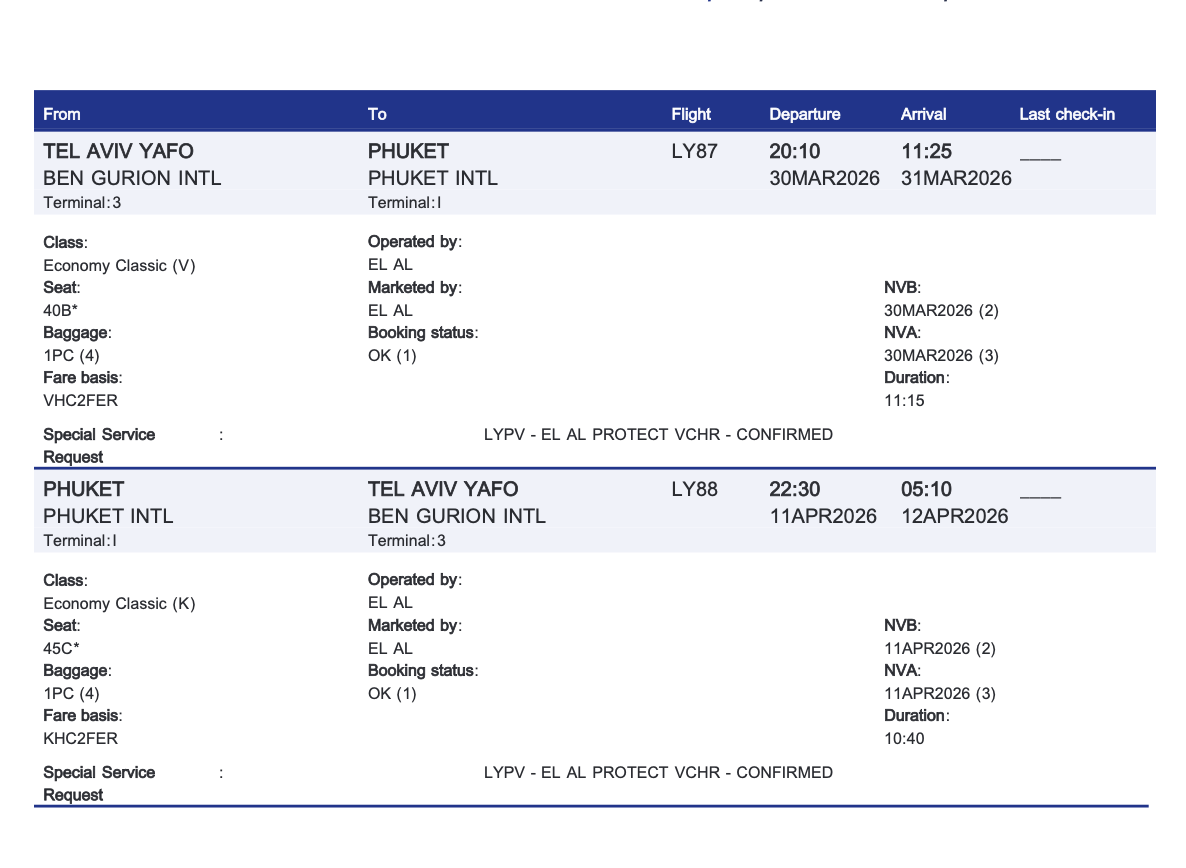 From To Flight Departure Arrival Last check-in
TEL AVIV YAFO PHUKET LY87 20:10 11:25 ____
BEN GURION INTL PHUKET INTL 30MAR2026 31MAR2026
Terminal:3 Terminal:I
Class: Operated by:
Economy Classic (V) EL AL
Seat: Marketed by: NVB:
40B* EL AL 30MAR2026 (2)
Baggage: Booking status: NVA:
1PC (4) OK (1) 30MAR2026 (3)
Fare basis: Duration:
VHC2FER 11:15
Special Service : LYPV - EL AL PROTECT VCHR - CONFIRMED
Request
PHUKET TEL AVIV YAFO LY88 22:30 05:10 ____
PHUKET INTL BEN GURION INTL 11APR2026 12APR2026
Terminal:I Terminal:3
Class: Operated by:
Economy Classic (K) EL AL
Seat: Marketed by: NVB:
45C* EL AL 11APR2026 (2)
Baggage: Booking status: NVA:
1PC (4) OK (1) 11APR2026 (3)
Fare basis: Duration:
KHC2FER 10:40
Special Service : LYPV - EL AL PROTECT VCHR - CONFIRMED
Request